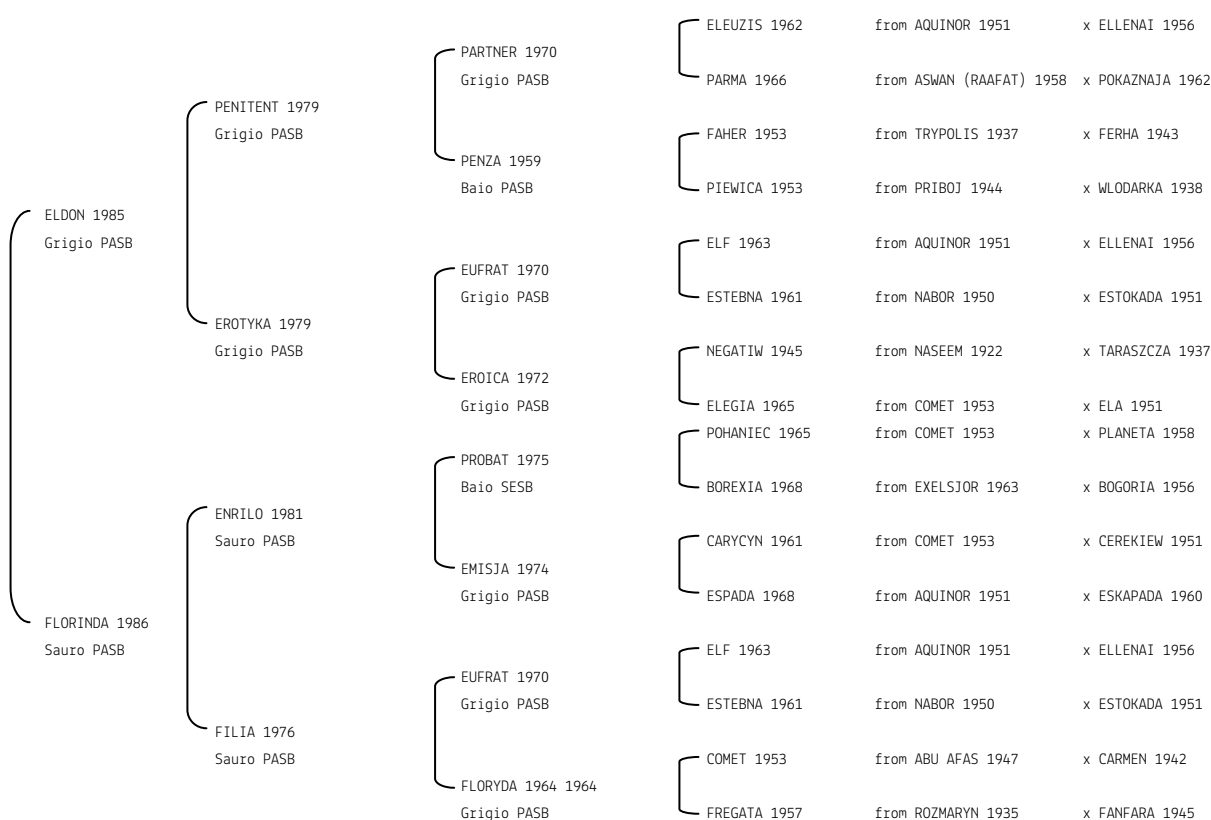 ELEUZIS 1962 from AQUINOR 1951 x ELLENAI 1956
PARTNER 1970
Grigio PASB PARMA 1966 from ASWAN (RAAFAT) 1958 x POKAZNAJA 1962
PENITENT 1979
Grigio PASB FAHER 1953 from TRYPOLIS 1937 x FERHA 1943
PENZA 1959
Baio PASB PIEWICA 1953 from PRIBOJ 1944 x WLODARKA 1938
ELDON 1985
Grigio PASB ELF 1963 from AQUINOR 1951 x ELLENAI 1956
EUFRAT 1970
Grigio PASB ESTEBNA 1961 from NABOR 1950 x ESTOKADA 1951
EROTYKA 1979
Grigio PASB NEGATIW 1945 from NASEEM 1922 x TARASZCZA 1937
EROICA 1972
Grigio PASB ELEGIA 1965 from COMET 1953 x ELA 1951
POHANIEC 1965 from COMET 1953 x PLANETA 1958
PROBAT 1975
Baio SESB BOREXIA 1968 from EXELSJOR 1963 x BOGORIA 1956
ENRILO 1981
Sauro PASB CARYCYN 1961 from COMET 1953 x CEREKIEW 1951
EMISJA 1974
Grigio PASB ESPADA 1968 from AQUINOR 1951 x ESKAPADA 1960
FLORINDA 1986
Sauro PASB ELF 1963 from AQUINOR 1951 x ELLENAI 1956
EUFRAT 1970
Grigio PASB ESTEBNA 1961 from NABOR 1950 x ESTOKADA 1951
FILIA 1976
Sauro PASB COMET 1953 from ABU AFAS 1947 x CARMEN 1942
FLORYDA 1964 1964
Grigio PASB FREGATA 1957 from ROZMARYN 1935 x FANFARA 1945